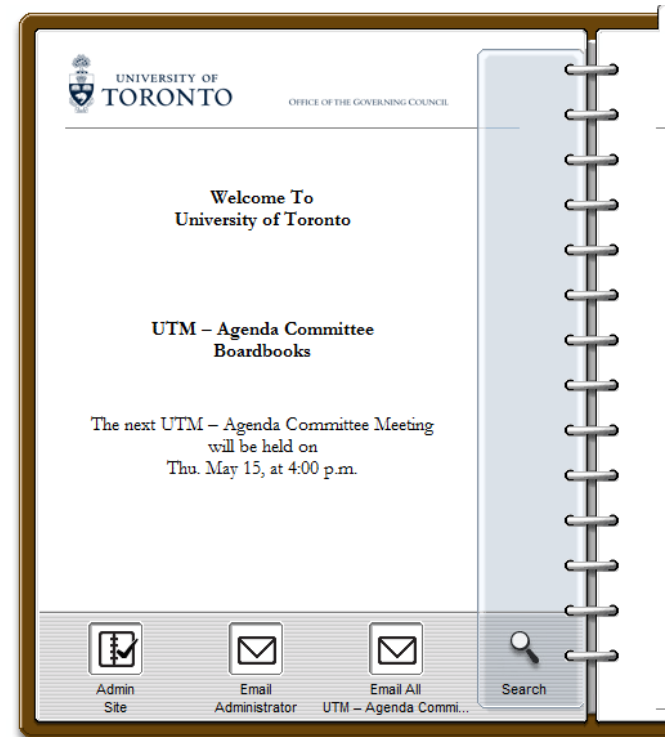 UNIVERSITY OF
TORONTO
OFFICE OF THE GOVERNING COUNCIL
Welcome To
University of Toronto
UTM – Agenda Committee
Boardbooks
The next UTM – Agenda Committee Meeting
will be held on
Thu. May 15, at 4:00 p.m.
Admin
Site
Email
Administrator
Email All
UTM – Agenda Commi...
Search